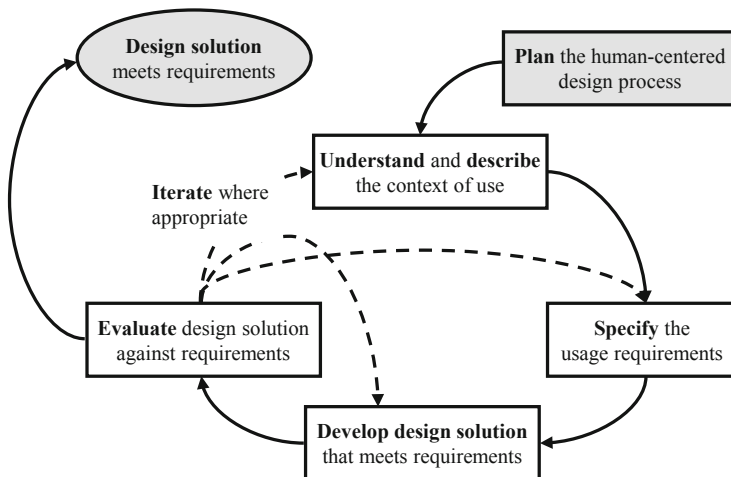 Design solution
meets requirements
Plan the human-centered
design process
Understand and describe
the context of use
Iterate where
appropriate
Evaluate design solution
against requirements
Specify the
usage requirements
Develop design solution
that meets requirements